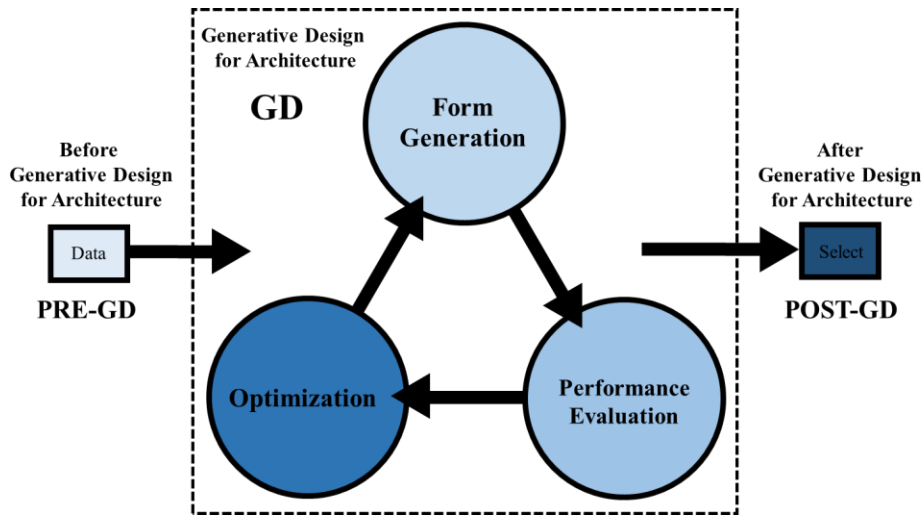 Generative Design
for Architecture
GD
Form
Generation
Before
Generative Design
for Architecture
Data
PRE-GD
After
Generative Design
for Architecture
Select
POST-GD
Optimization
Performance
Evaluation